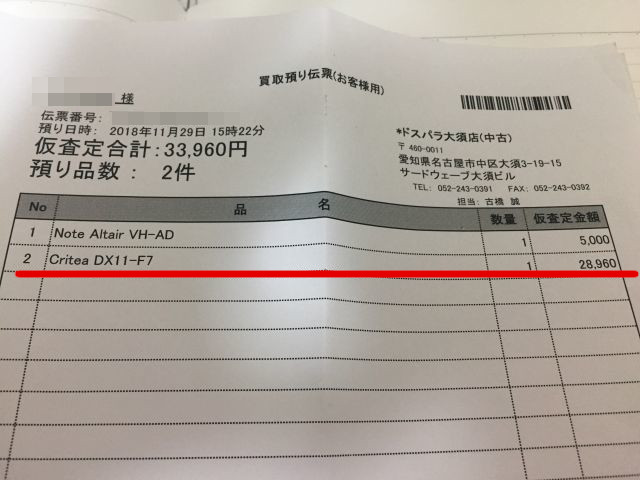 買取預り伝票(お客様用)
様
伝票番号:
預り日時: 2018年11月29日 15時22分
仮査定合計:33,960円
預り品数 : 2件
*ドスパラ大須店(中古)
〒460-0011
愛知県名古屋市中区大須3-19-15
サードウェーブ大須ビル
TEL: 052-243-0391 FAX: 052-243-0392
担当: 古橋 誠
No 品 名 数量 仮査定金額
1 Note Altair VH-AD 1 5,000
2 Critea DX11-F7 1 28,960